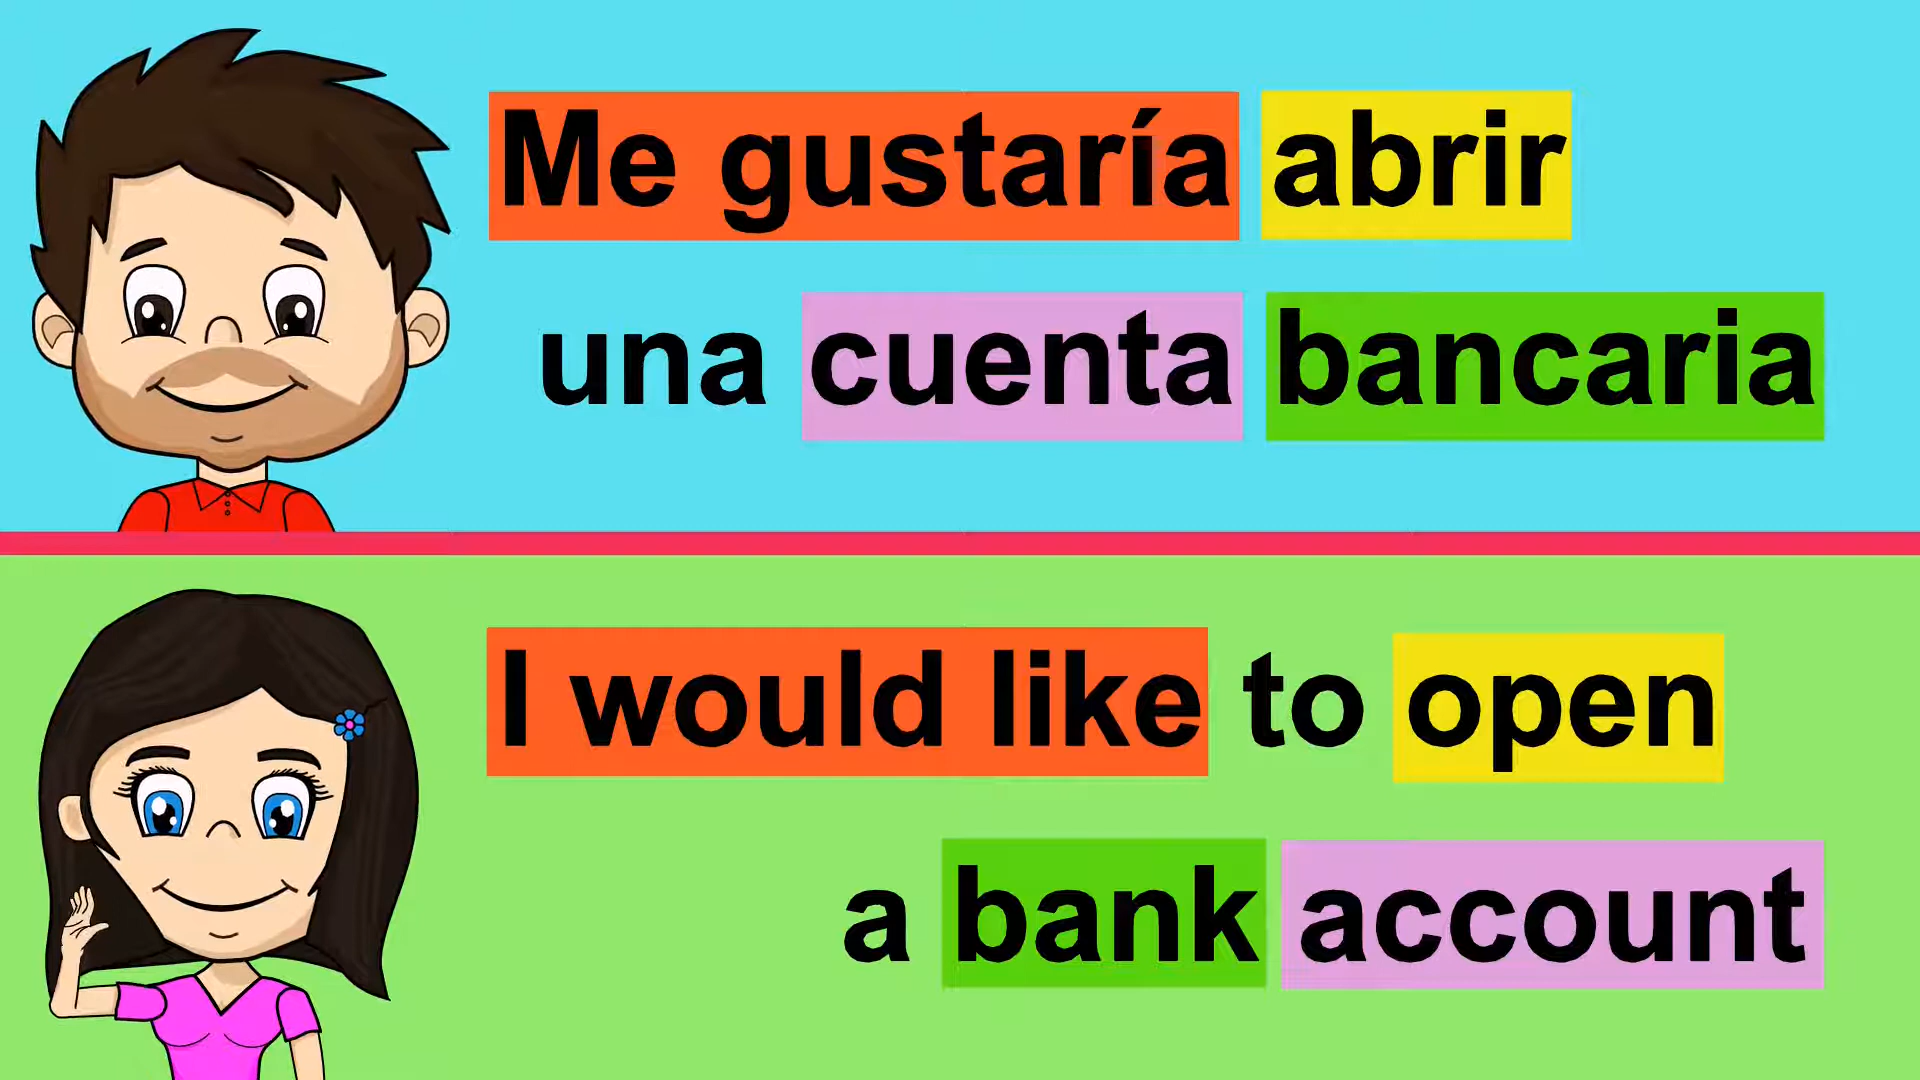 Me gustaría abrir
una cuenta bancaria
I would like to open
a bank account